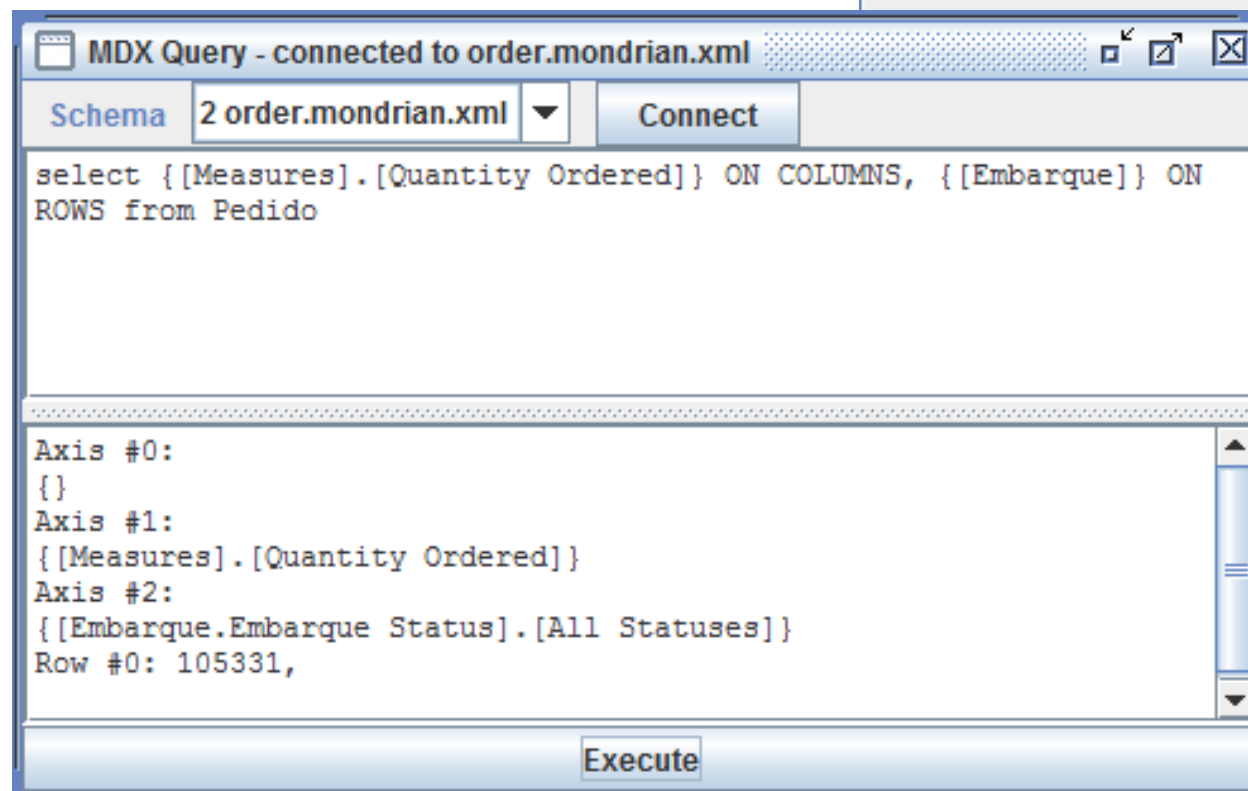 MDX Query - connected to order.mondrian.xml
Schema 2 order.mondrian.xml Connect
select {[Measures].[Quantity Ordered]} ON COLUMNS, {[Embarque]} ON
ROWS from Pedido
Axis #0:
{}
Axis #1:
{[Measures].[Quantity Ordered]}
Axis #2:
{[Embarque.Embarque Status].[All Statuses]}
Row #0: 105331,
Execute